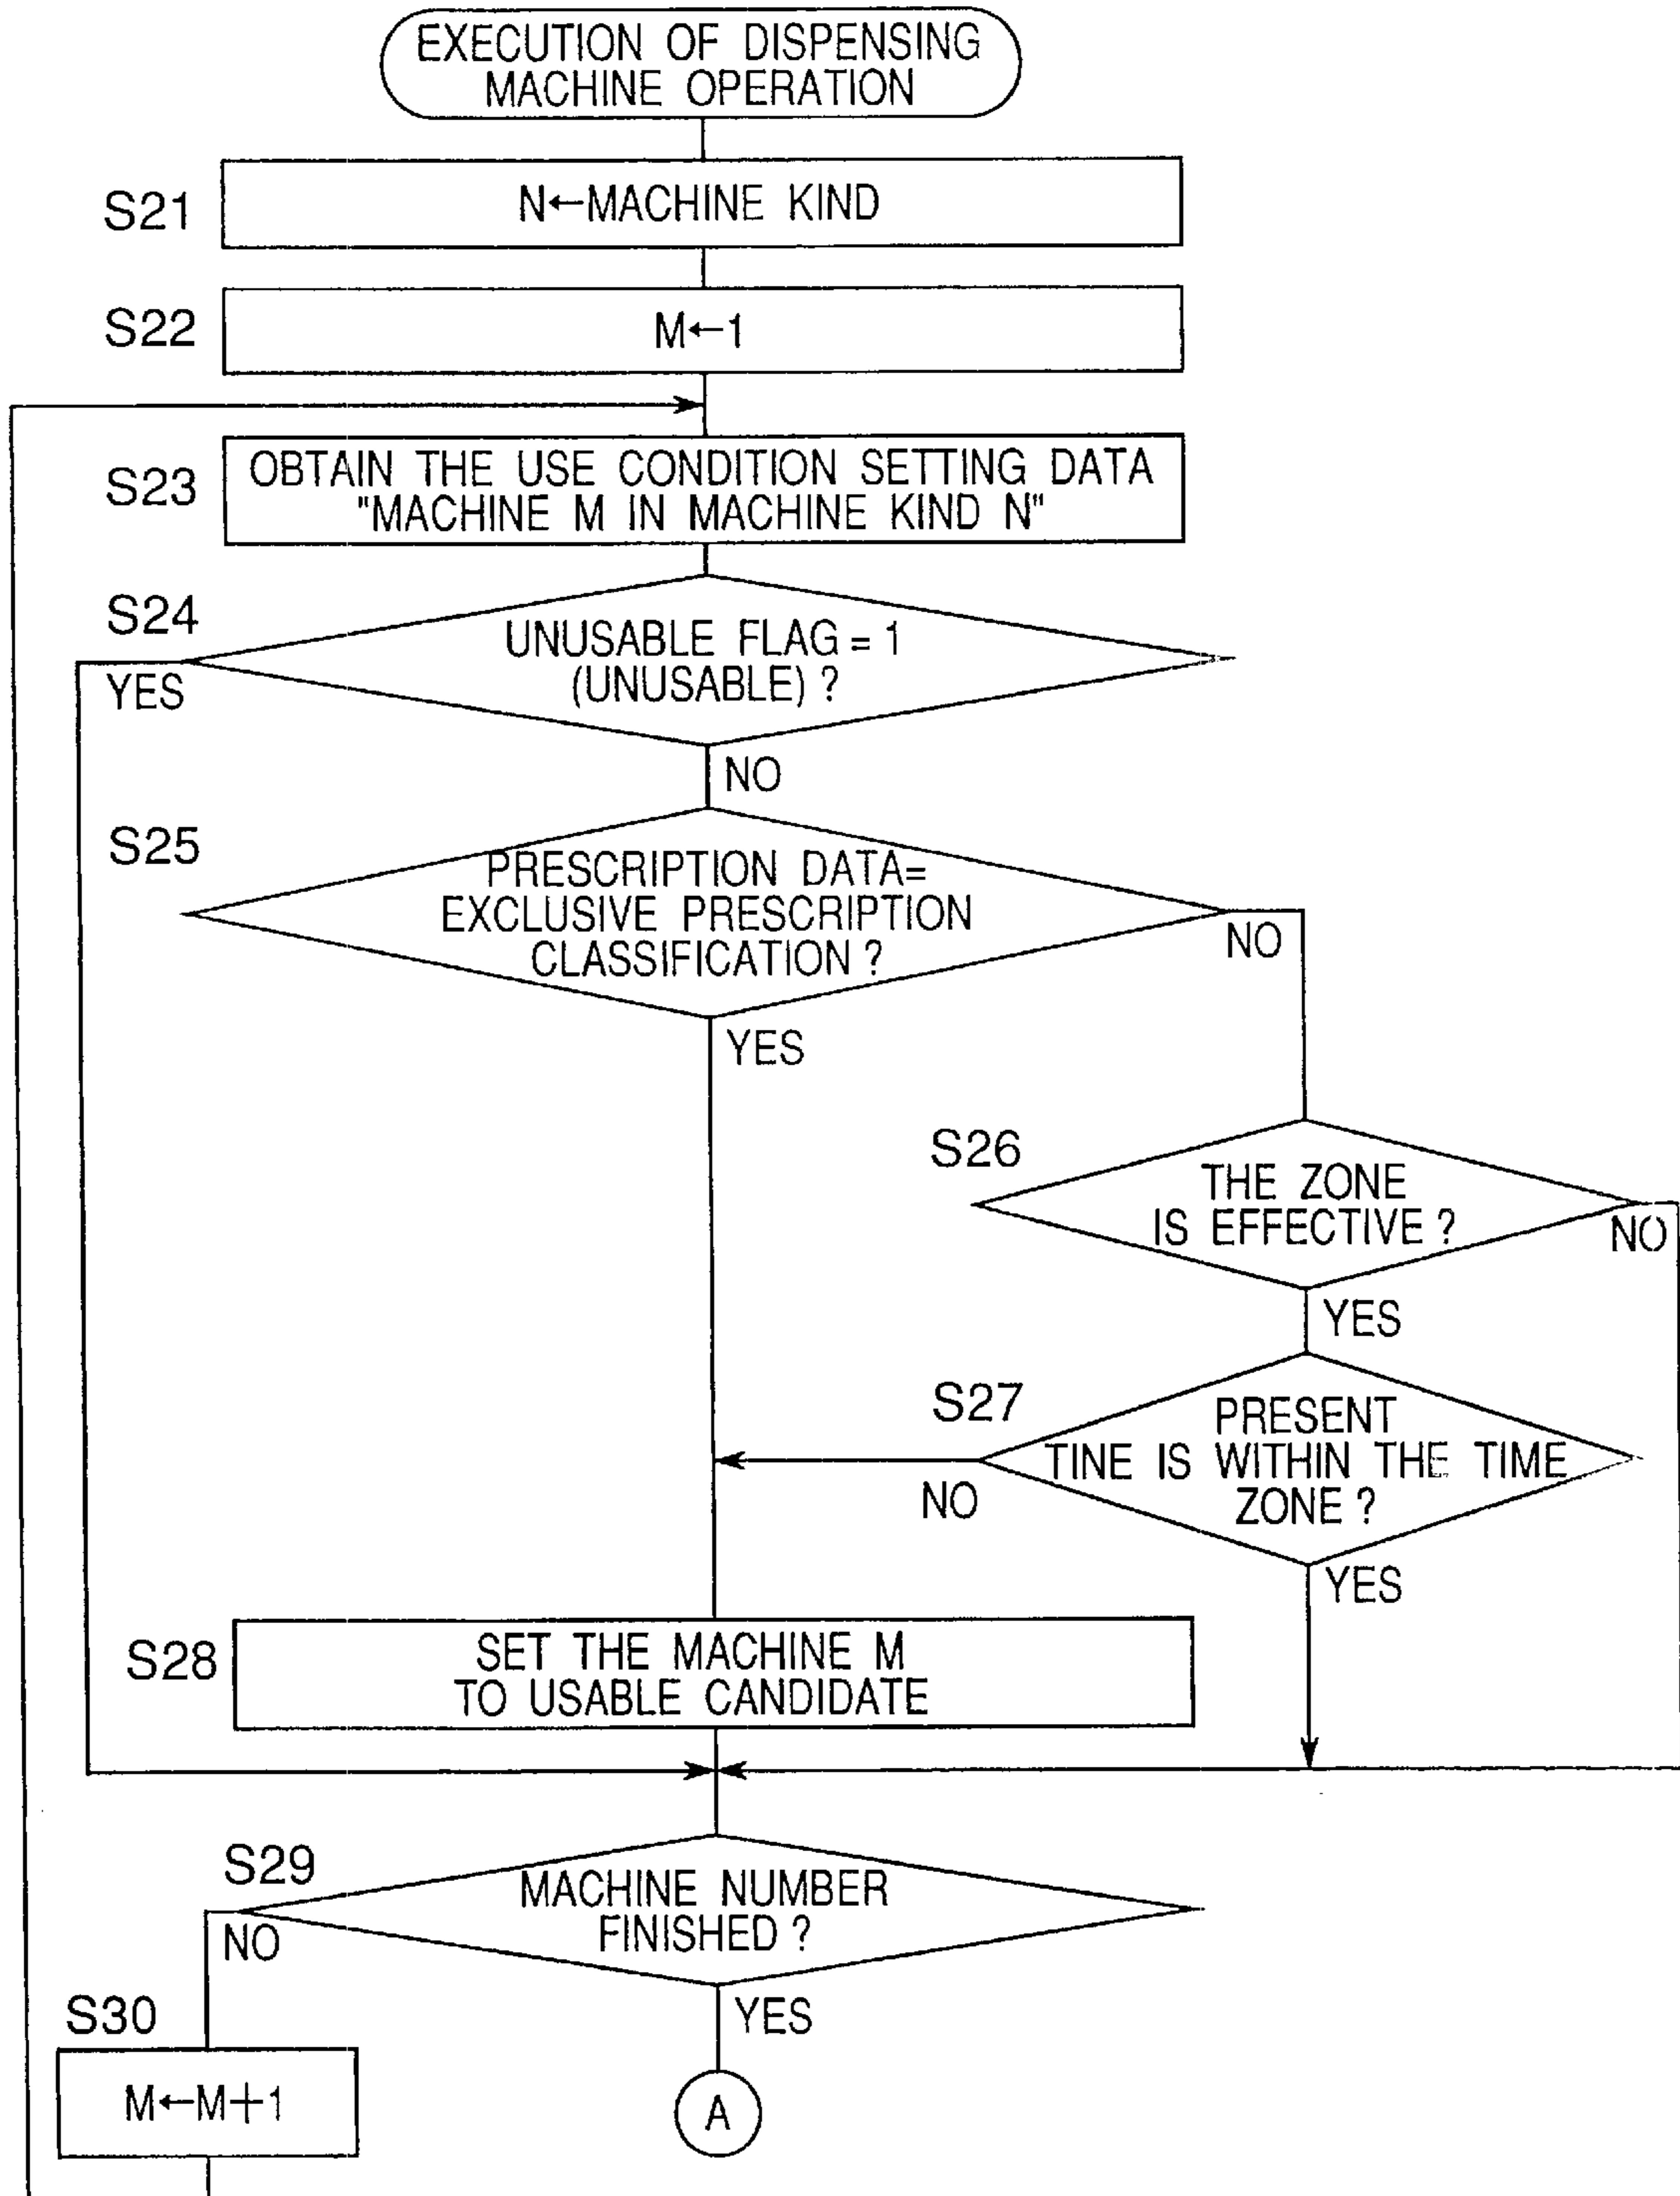 EXECUTION OF DISPENSING
MACHINE OPERATION
S21
N←MACHINE KIND
S22
M←1
S23
OBTAIN THE USE CONDITION SETTING DATA
"MACHINE M IN MACHINE KIND N"
S24
UNUSABLE FLAG = 1
(UNUSABLE) ?
YES
NO
S25
PRESCRIPTION DATA=
EXCLUSIVE PRESCRIPTION
CLASSIFICATION ?
NO
YES
S26
THE ZONE
IS EFFECTIVE ?
NO
YES
S27
PRESENT
TINE IS WITHIN THE TIME
ZONE ?
NO
YES
S28
SET THE MACHINE M
TO USABLE CANDIDATE
S29
MACHINE NUMBER
FINISHED ?
NO
YES
S30
M←M+1
A